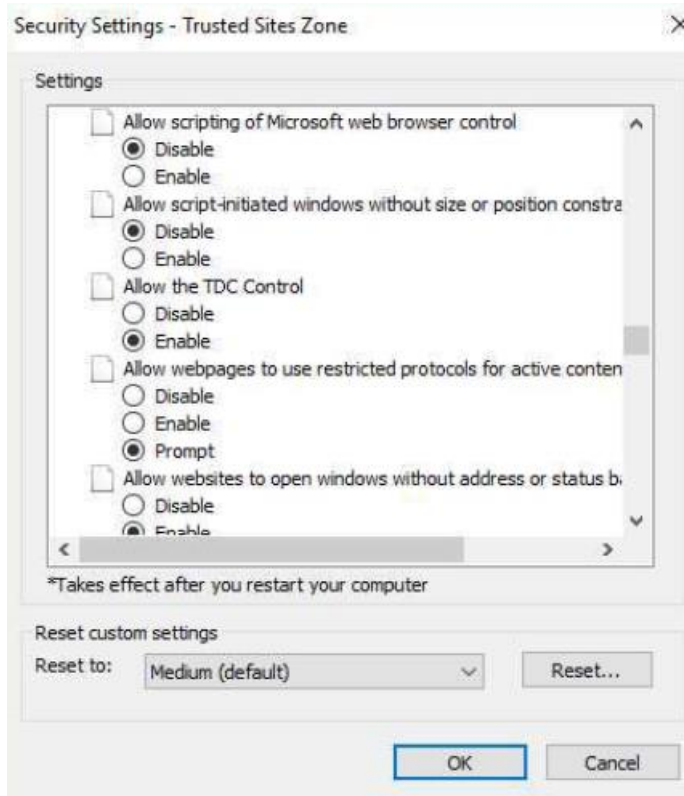 Security Settings - Trusted Sites Zone
Settings
Allow scripting of Microsoft web browser control
Disable
Enable
Allow script-initiated windows without size or position constra
Disable
Enable
Allow the TDC Control
Disable
Enable
Allow webpages to use restricted protocols for active conten
Disable
Enable
Prompt
Allow websites to open windows without address or status ba
Disable
Enable
*Takes effect after you restart your computer
Reset custom settings
Reset to: Medium (default) Reset...
OK Cancel